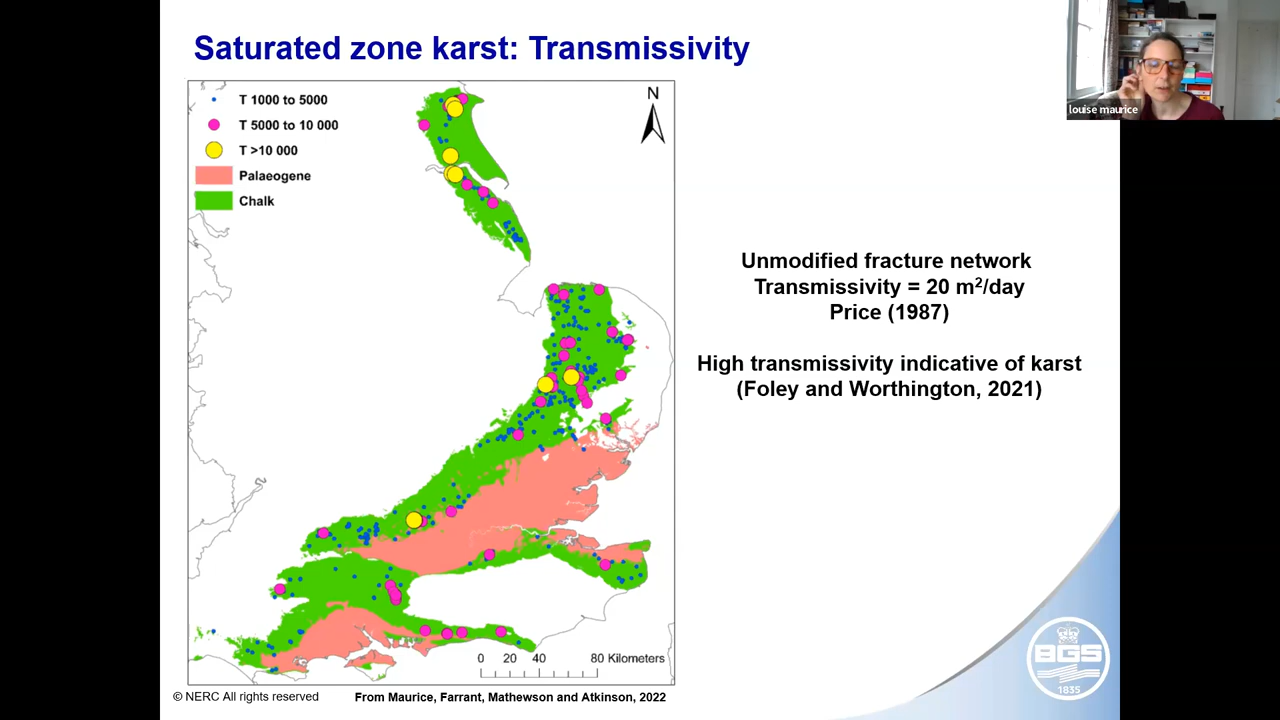 Saturated zone karst: Transmissivity
T 1000 to 5000
T 5000 to 10 000
T >10 000
Palaeogene
Chalk
N
0 20 40 80 Kilometers
© NERC All rights reserved
From Maurice, Farrant, Mathewson and Atkinson, 2022
Unmodified fracture network
Transmissivity = 20 m²/day
Price (1987)
High transmissivity indicative of karst
(Foley and Worthington, 2021)
louise maurice
BGS
1835